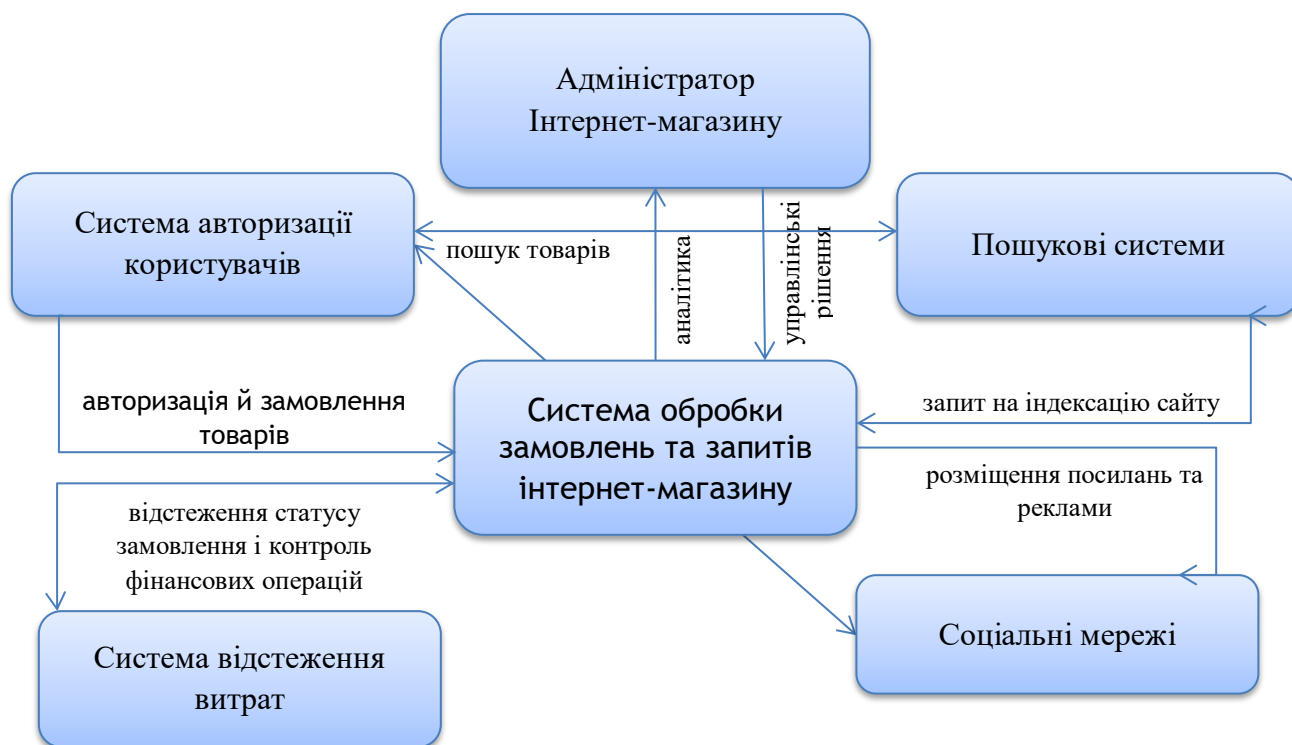 Адміністратор
Інтернет-магазину
Система авторизації
користувачів
пошук товарів
аналітика
управлінські
рішення
Пошукові системи
авторизація й замовлення
товарів
Система обробки
замовлень та запитів
інтернет-магазину
запит на індексацію сайту
розміщення посилань та
реклами
відстеження статусу
замовлення і контроль
фінансових операцій
Соціальні мережі
Система відстеження
витрат